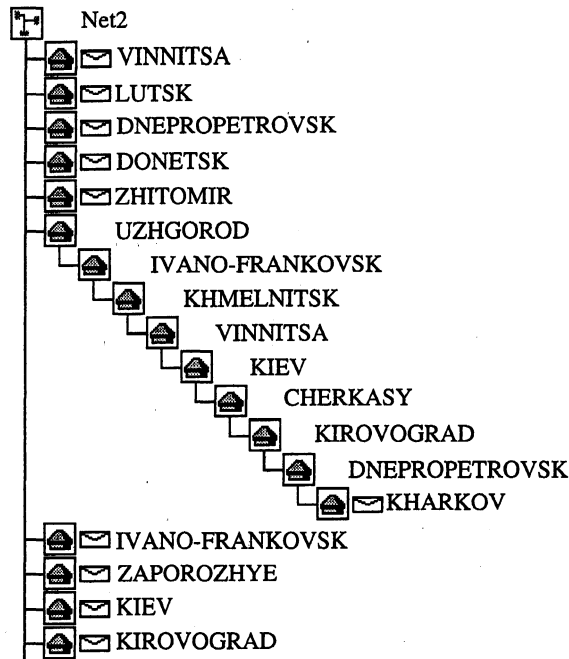 Net2
VINNITSA
LUTSK
DNEPROPETROVSK
DONETSK
ZHITOMIR
UZHGOROD
IVANO-FRANKOVSK
KHMELNITSK
VINNITSA
KIEV
CHERKASY
KIROVOGRAD
DNEPROPETROVSK
KHARKOV
IVANO-FRANKOVSK
ZAPOROZHYE
KIEV
KIROVOGRAD